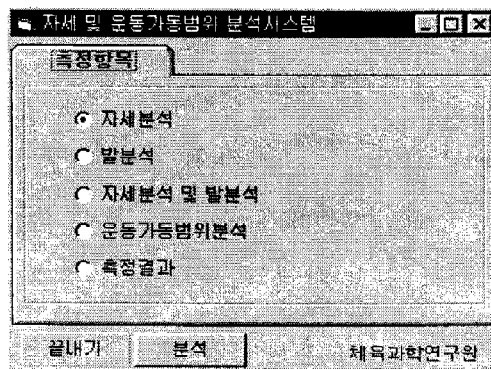 자세 및 운동가동범위 분석시스템
측정항목
자세분석
발분석
자세분석 및 발분석
운동가동범위분석
측정결과
끝내기 분석 체육과학연구원